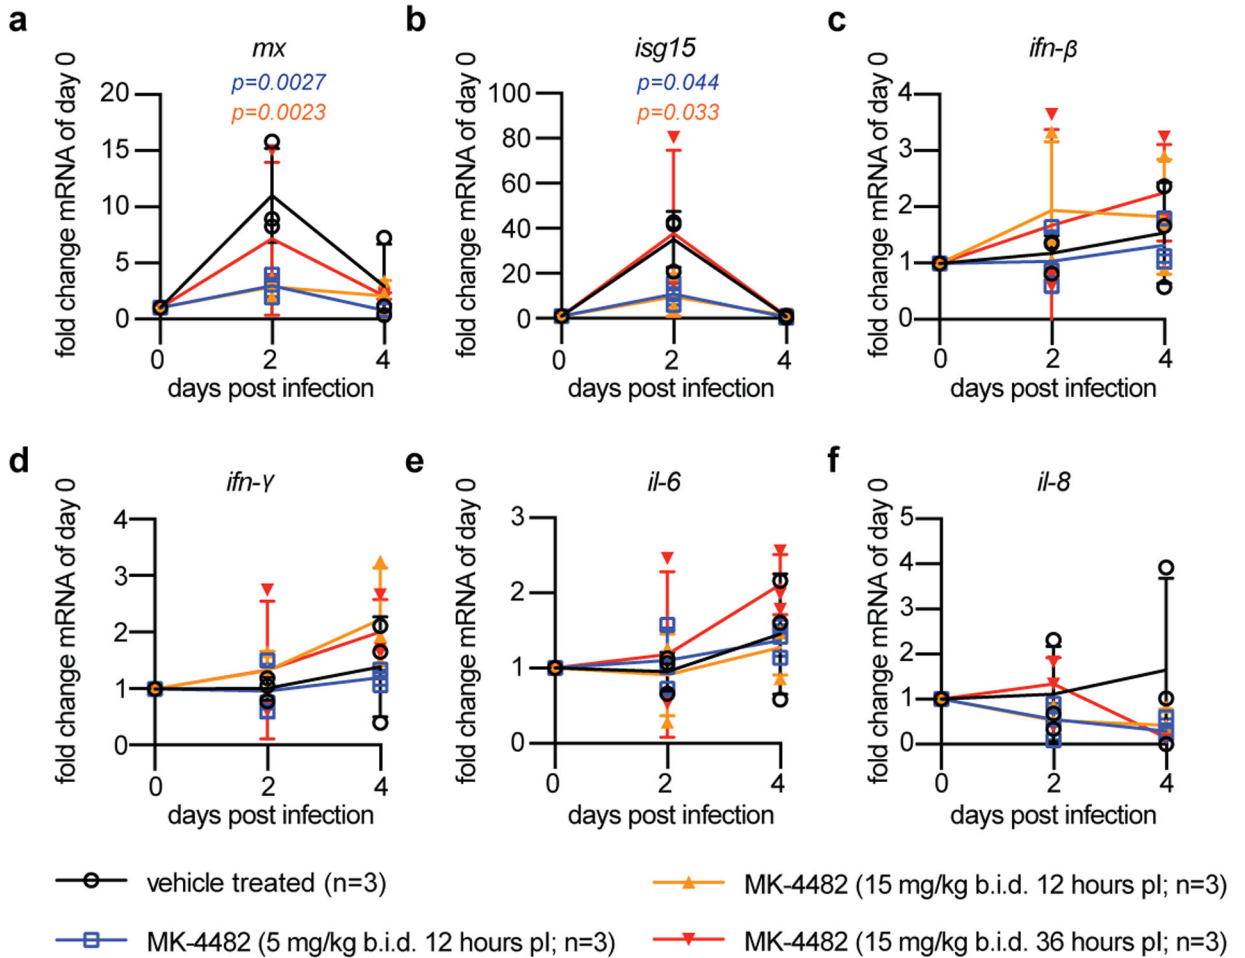 a
mx
p=0.0027
p=0.0023
fold change mRNA of day 0
20
15
10
5
0
0 2 4
days post infection
b
isg15
p=0.044
p=0.033
fold change mRNA of day 0
100
80
60
40
20
0
0 2 4
days post infection
c
ifn-β
fold change mRNA of day 0
4
3
2
1
0
0 2 4
days post infection
d
ifn-γ
fold change mRNA of day 0
4
3
2
1
0
0 2 4
days post infection
e
il-6
fold change mRNA of day 0
3
2
1
0
0 2 4
days post infection
f
il-8
fold change mRNA of day 0
5
4
3
2
1
0
0 2 4
days post infection
vehicle treated (n=3)
MK-4482 (5 mg/kg b.i.d. 12 hours pI; n=3)
MK-4482 (15 mg/kg b.i.d. 12 hours pI; n=3)
MK-4482 (15 mg/kg b.i.d. 36 hours pI; n=3)